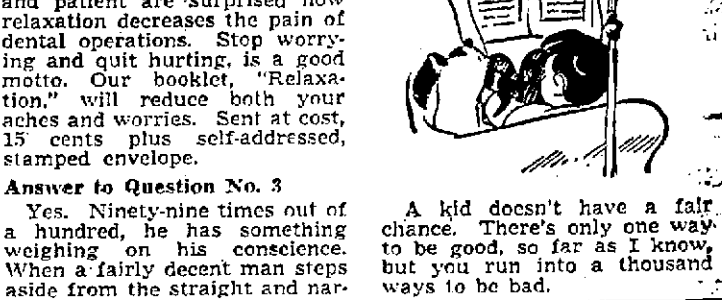 and patient are surprised how
relaxation decreases the pain of
dental operations. Stop worry-
ing and quit hurting, is a good
motto. Our booklet, "Relaxa-
tion," will reduce both your
aches and worries. Sent at cost,
15 cents plus self-addressed,
stamped envelope.
Answer to Question No. 3
Yes. Ninety-nine times out of
a hundred, he has something
weighing on his conscience.
When a fairly decent man steps
aside from the straight and nar-
A kid doesn't have a fair
chance. There's only one way
to be good, so far as I know,
but you run into a thousand
ways to be bad.